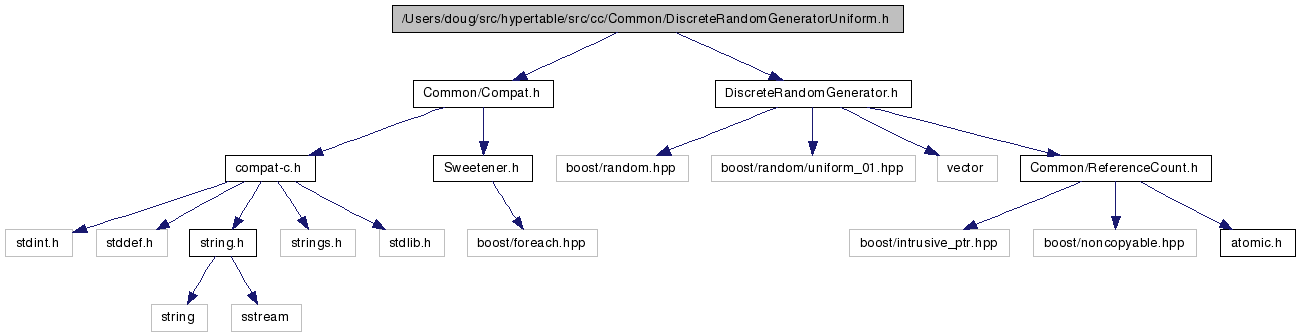 /Users/doug/src/hypertable/src/cc/Common/DiscreteRandomGeneratorUniform.h
Common/Compat.h
DiscreteRandomGenerator.h
compat-c.h
Sweetener.h
boost/random.hpp
boost/random/uniform_01.hpp
vector
Common/ReferenceCount.h
stdint.h
stddef.h
string.h
strings.h
stdlib.h
boost/foreach.hpp
boost/intrusive_ptr.hpp
boost/noncopyable.hpp
atomic.h
string
sstream